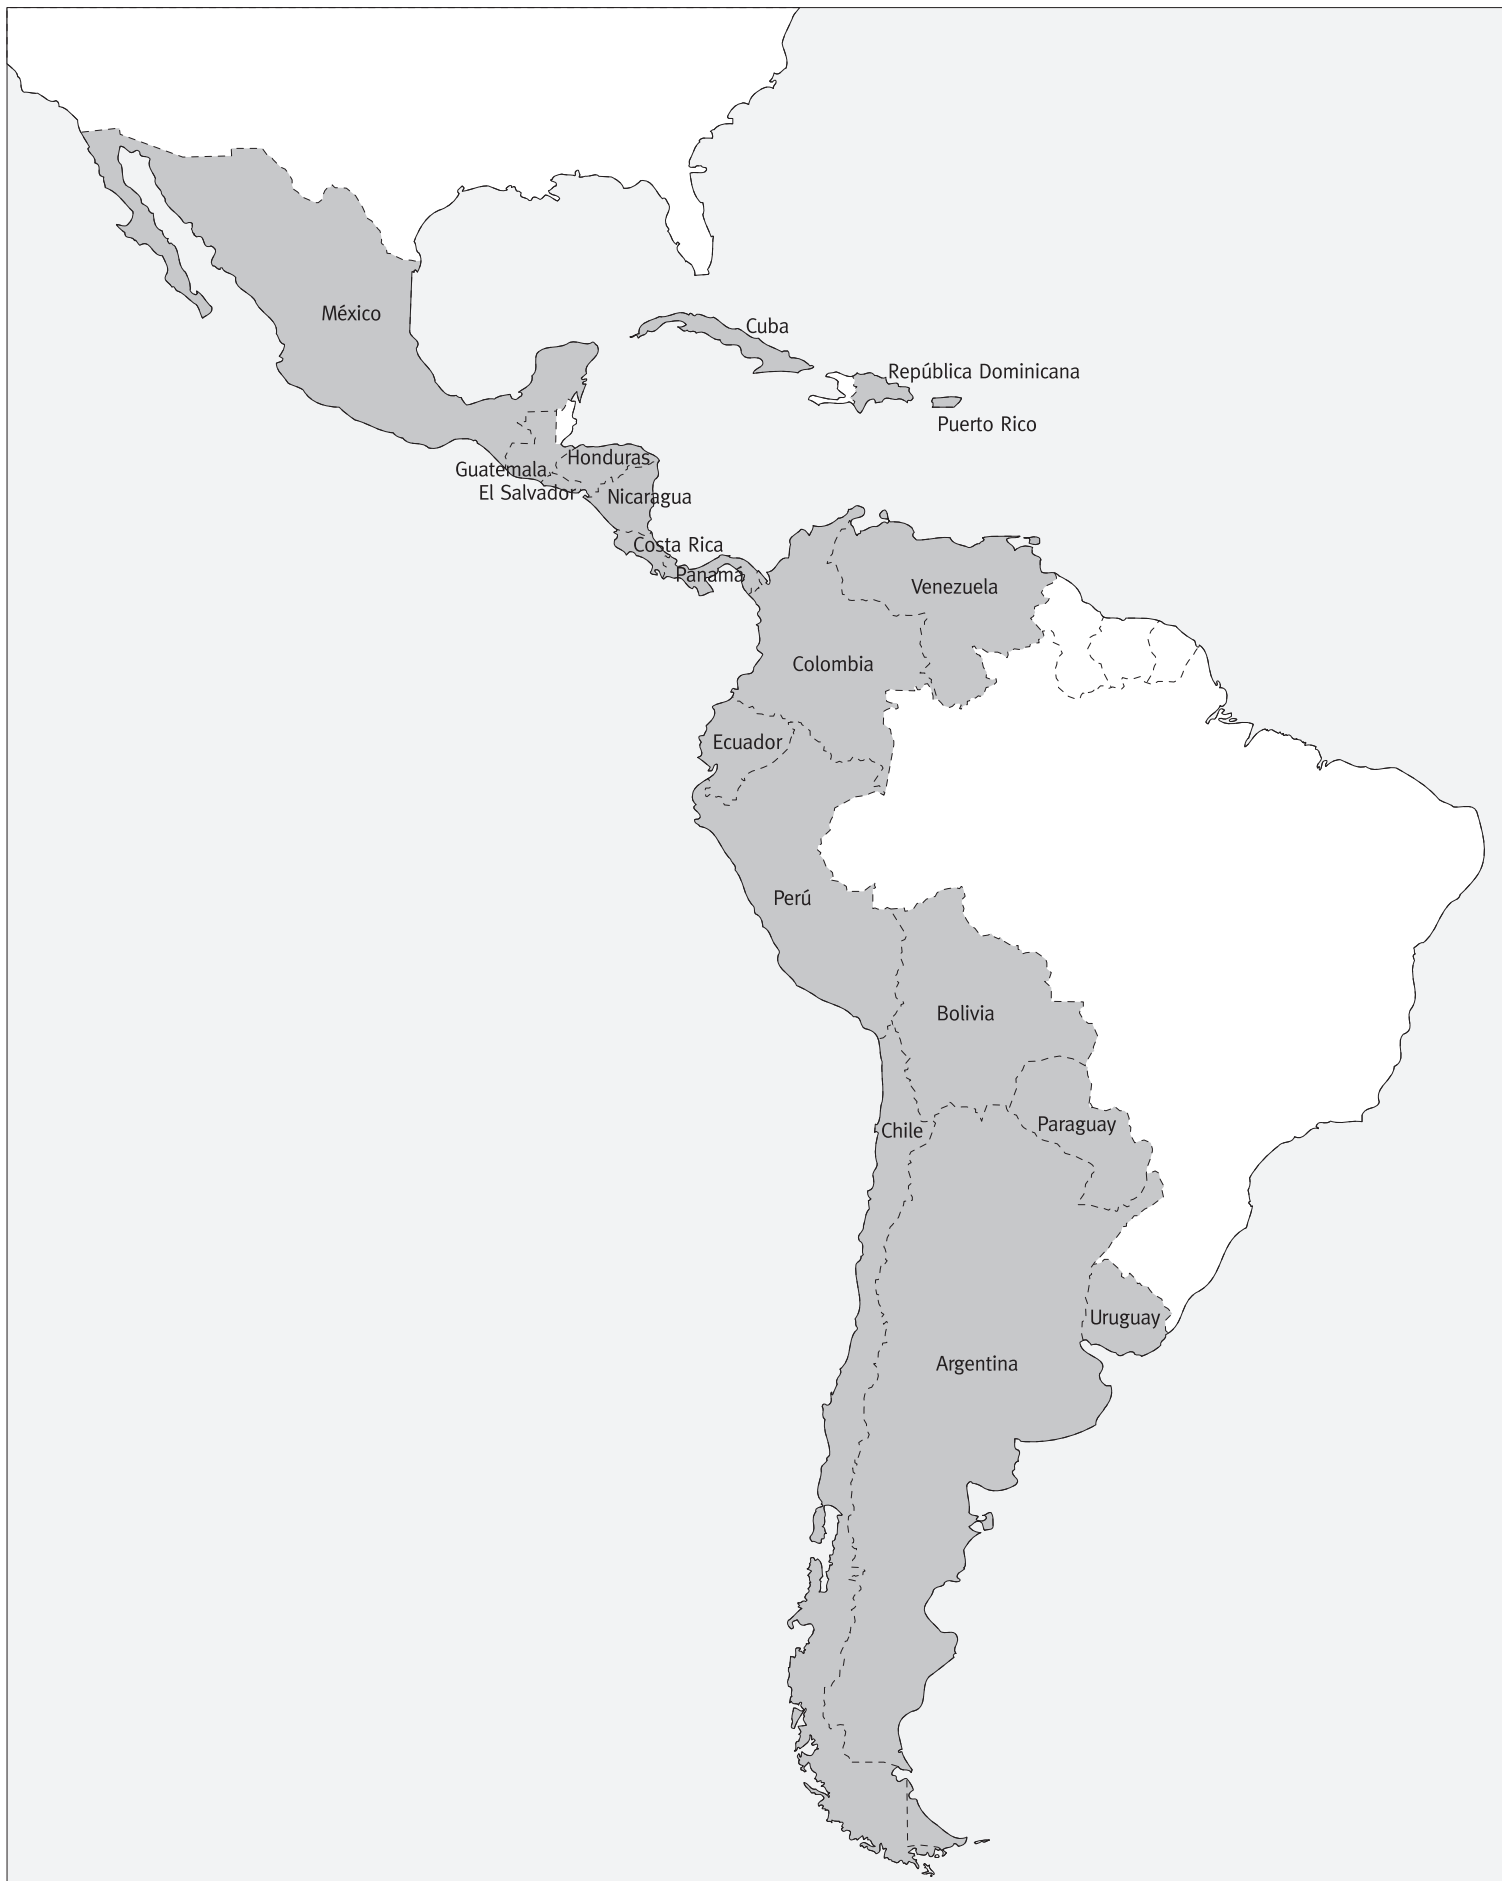 México
Cuba
República Dominicana
Puerto Rico
Honduras
Guatemala
El Salvador
Nicaragua
Costa Rica
Panamá
Venezuela
Colombia
Ecuador
Perú
Bolivia
Paraguay
Chile
Uruguay
Argentina